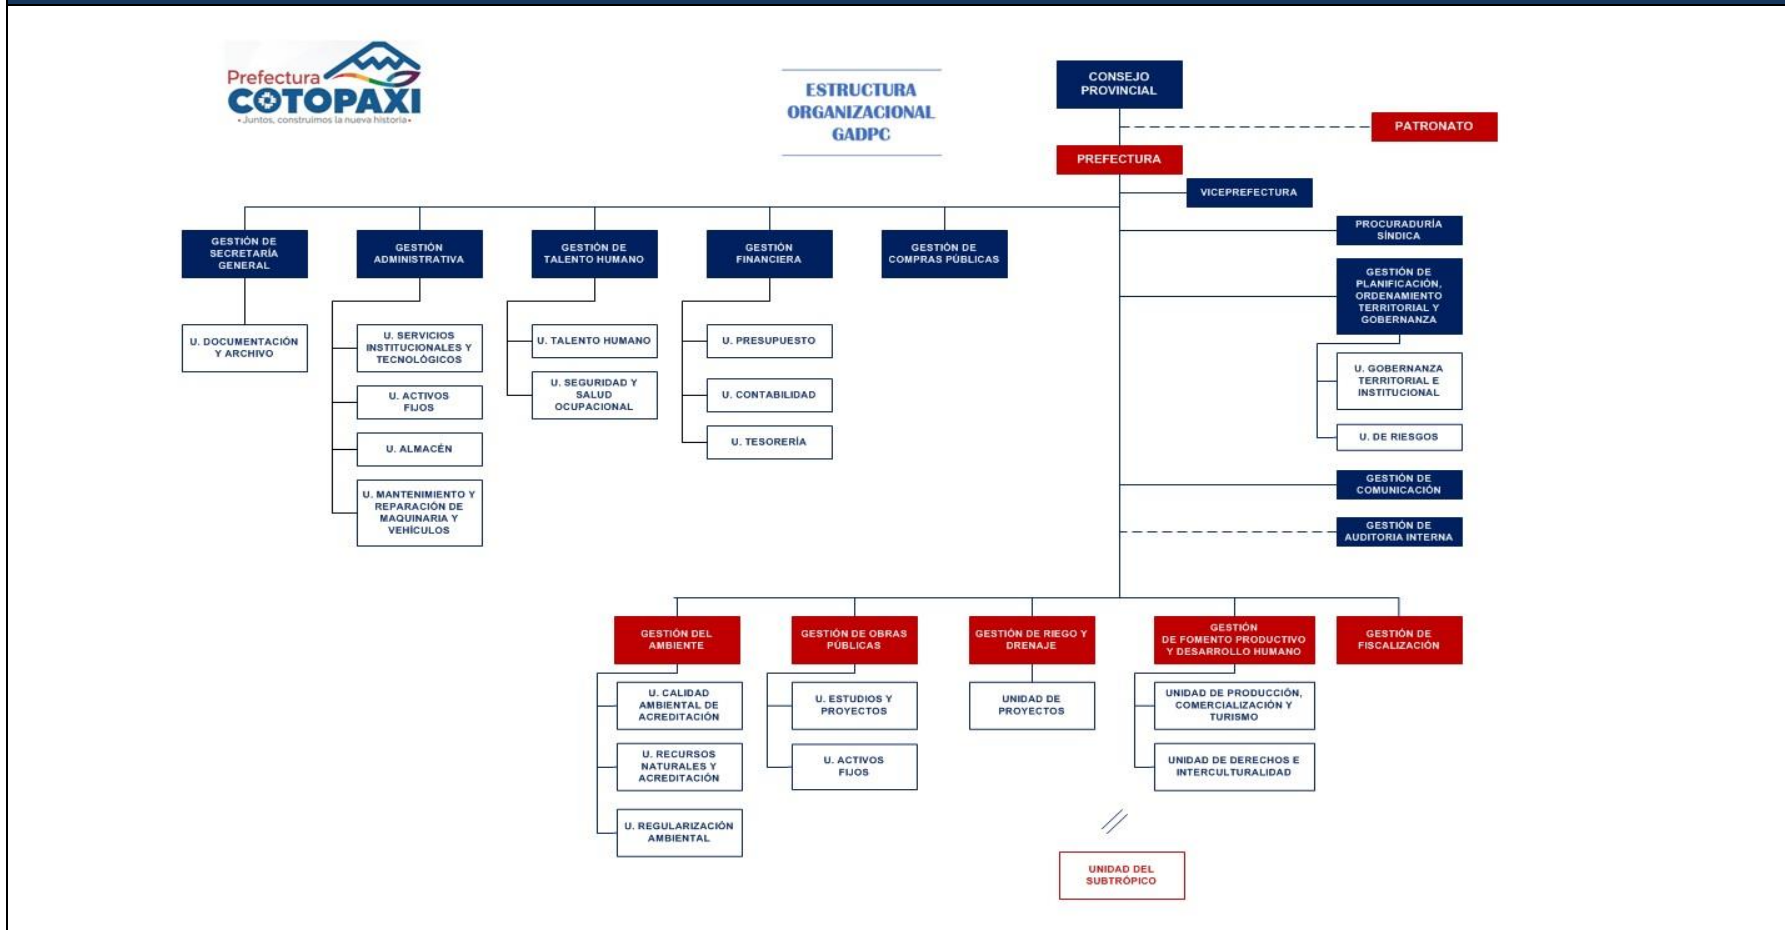 Prefectura
COTOPAXI
•Juntos, construimos la nueva historia•
ESTRUCTURA
ORGANIZACIONAL
GADPC
CONSEJO
PROVINCIAL
PATRONATO
PREFECTURA
VICEPREFECTURA
PROCURADURÍA
SÍNDICA
GESTIÓN DE
SECRETARÍA
GENERAL
GESTIÓN
ADMINISTRATIVA
GESTIÓN DE
TALENTO HUMANO
GESTIÓN
FINANCIERA
GESTIÓN DE
COMPRAS PÚBLICAS
GESTIÓN DE
PLANIFICACIÓN,
ORDENAMIENTO
TERRITORIAL Y
GOBERNANZA
U. DOCUMENTACIÓN
Y ARCHIVO
U. SERVICIOS
INSTITUCIONALES Y
TECNOLÓGICOS
U. ACTIVOS
FIJOS
U. ALMACÉN
U. MANTENIMIENTO Y
REPARACIÓN DE
MAQUINARIA Y
VEHÍCULOS
U. TALENTO HUMANO
U. SEGURIDAD Y
SALUD
OCUPACIONAL
U. PRESUPUESTO
U. CONTABILIDAD
U. TESORERÍA
U. GOBERNANZA
TERRITORIAL E
INSTITUCIONAL
U. DE RIESGOS
GESTIÓN DE
COMUNICACIÓN
GESTIÓN DE
AUDITORIA INTERNA
GESTIÓN DEL
AMBIENTE
GESTIÓN DE OBRAS
PÚBLICAS
GESTIÓN DE RIEGO Y
DRENAJE
GESTIÓN
DE FOMENTO PRODUCTIVO
Y DESARROLLO HUMANO
GESTIÓN DE
FISCALIZACIÓN
U. CALIDAD
AMBIENTAL DE
ACREDITACIÓN
U. RECURSOS
NATURALES Y
ACREDITACIÓN
U. REGULARIZACIÓN
AMBIENTAL
U. ESTUDIOS Y
PROYECTOS
U. ACTIVOS
FIJOS
UNIDAD DE
PROYECTOS
UNIDAD DE PRODUCCIÓN,
COMERCIALIZACIÓN Y
TURISMO
UNIDAD DE DERECHOS E
INTERCULTURALIDAD
UNIDAD DEL
SUBTRÓPICO